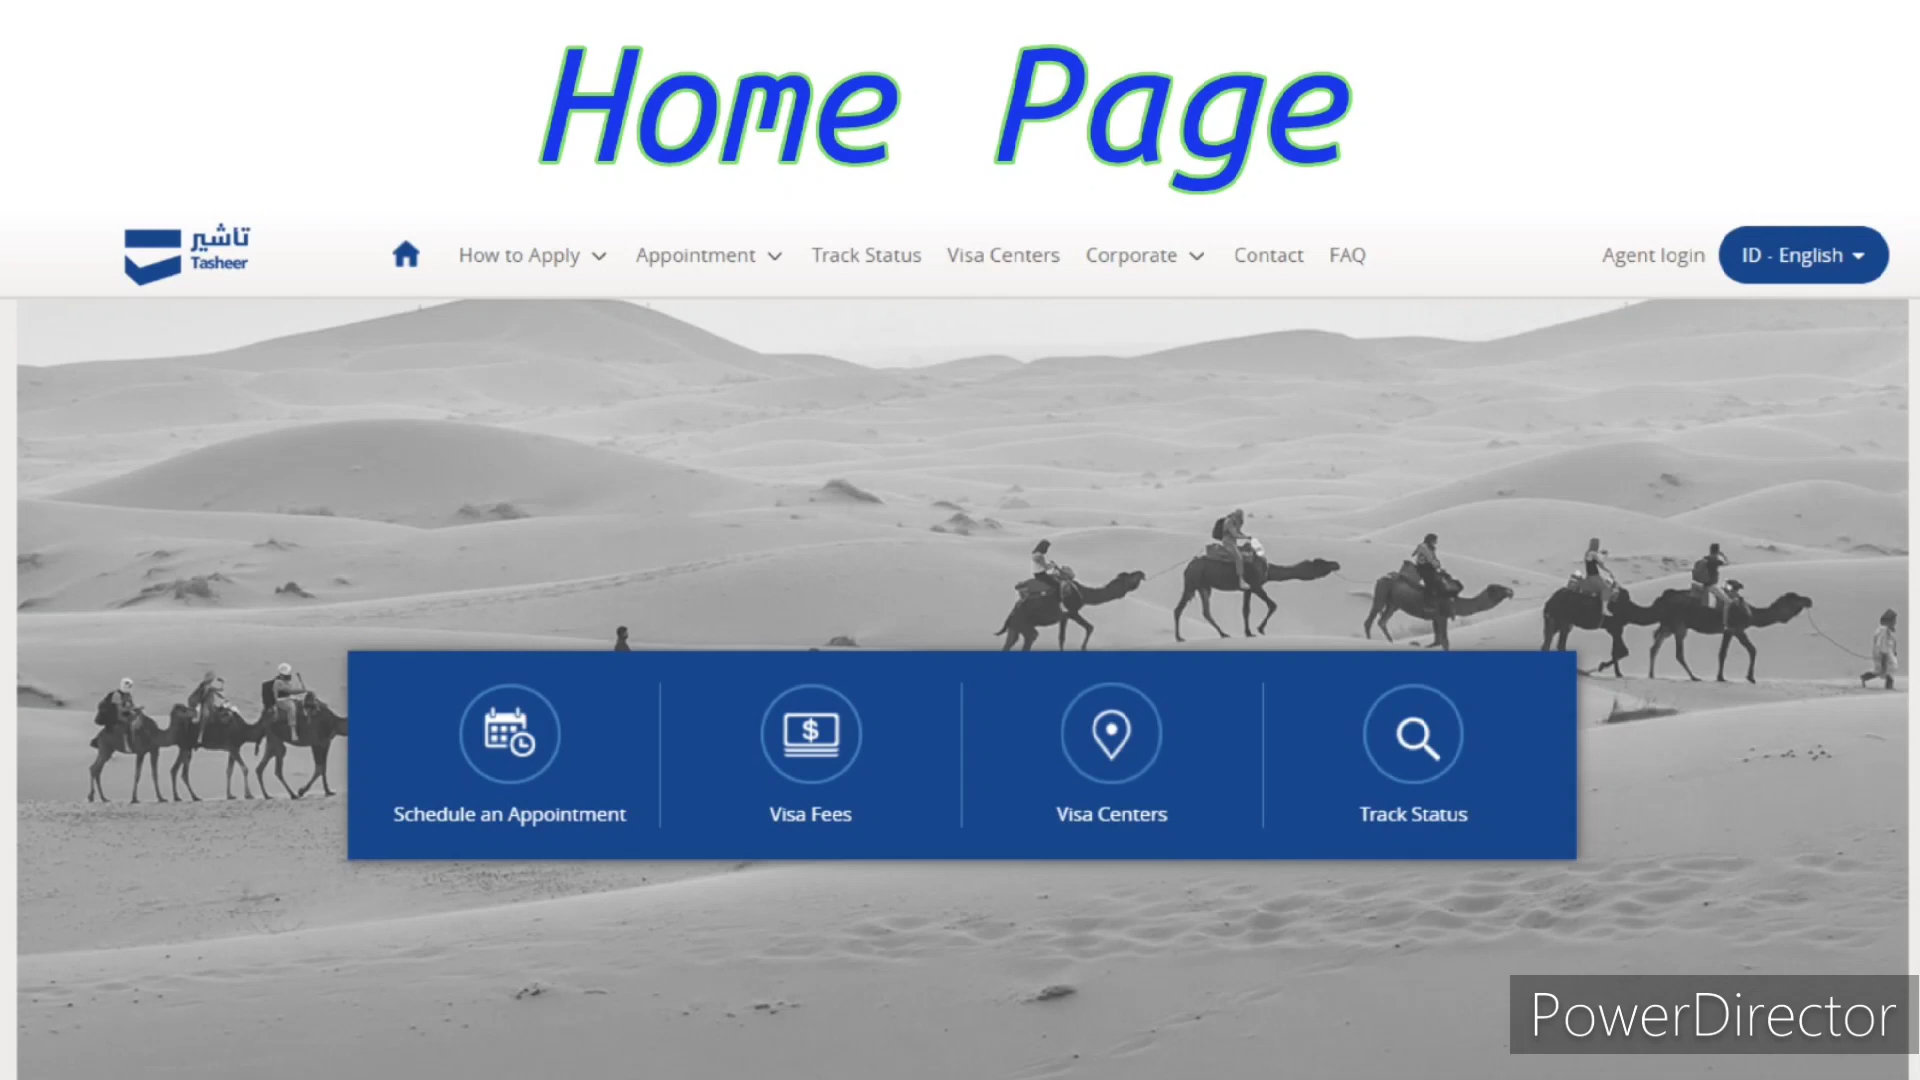 Home Page
تاشير
Tasheer
How to Apply
Appointment
Track Status
Visa Centers
Corporate
Contact
FAQ
Agent login
ID - English
Schedule an Appointment
Visa Fees
Visa Centers
Track Status
PowerDirector